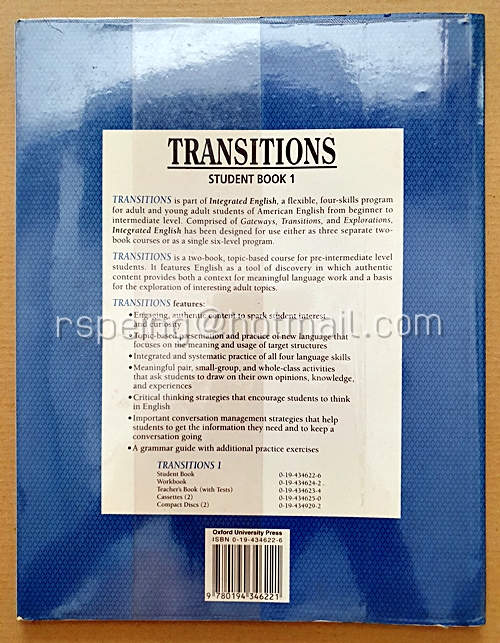 TRANSITIONS
STUDENT BOOK 1
TRANSITIONS is part of Integrated English, a flexible, four-skills program
for adult and young adult students of American English from beginner to
intermediate level. Comprised of Gateways, Transitions, and Explorations,
Integrated English has been designed for use either as three separate two-
book courses or as a single six-level program.
TRANSITIONS is a two-book, topic-based course for pre-intermediate level
students. It features English as a tool of discovery in which authentic
content provides both a context for meaningful language work and a basis
for the exploration of interesting adult topics.
TRANSITIONS features:
• Engaging, authentic content to spark student interest
and curiosity
• Topic-based presentation and practice of new language that
focuses on the meaning and usage of target structures
• Integrated and systematic practice of all four language skills
• Meaningful pair, small-group, and whole-class activities
that ask students to draw on their own opinions, knowledge,
and experiences
• Critical thinking strategies that encourage students to think
in English
• Important conversation management strategies that help
students to get the information they need and to keep a
conversation going
• A grammar guide with additional practice exercises
TRANSITIONS 1
Student Book 0-19-434622-6
Workbook 0-19-434624-2
Teacher's Book (with Tests) 0-19-434623-4
Cassettes (2) 0-19-434625-0
Compact Discs (2) 0-19-434929-2
Oxford University Press
ISBN 0-19-434622-6
9 780194 346221